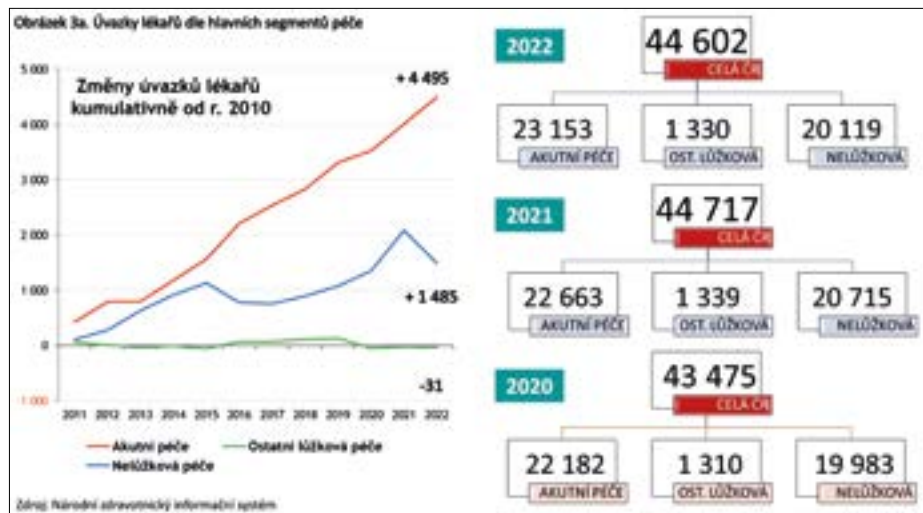 Obrázek 3a. Úvazky lékařů dle hlavních segmentů péče
Změny úvazků lékařů
kumulativně od r. 2010
5 000
4 000
3 000
2 000
1 000
0
-1 000
+ 4 495
+ 1 485
-31
2011 2012 2013 2014 2015 2016 2017 2018 2019 2020 2021 2022
Akutní péče
Ostatní lůžková péče
Nelůžková péče
Zdroj: Národní zdravotnický informační systém
2022
44 602
CELÁ ČR
23 153
1 330
20 119
AKUTNÍ PÉČE
OST. LŮŽKOVÁ
NELŮŽKOVÁ
2021
44 717
CELÁ ČR
22 663
1 339
20 715
AKUTNÍ PÉČE
OST. LŮŽKOVÁ
NELŮŽKOVÁ
2020
43 475
CELÁ ČR
22 182
1 310
19 983
AKUTNÍ PÉČE
OST. LŮŽKOVÁ
NELŮŽKOVÁ